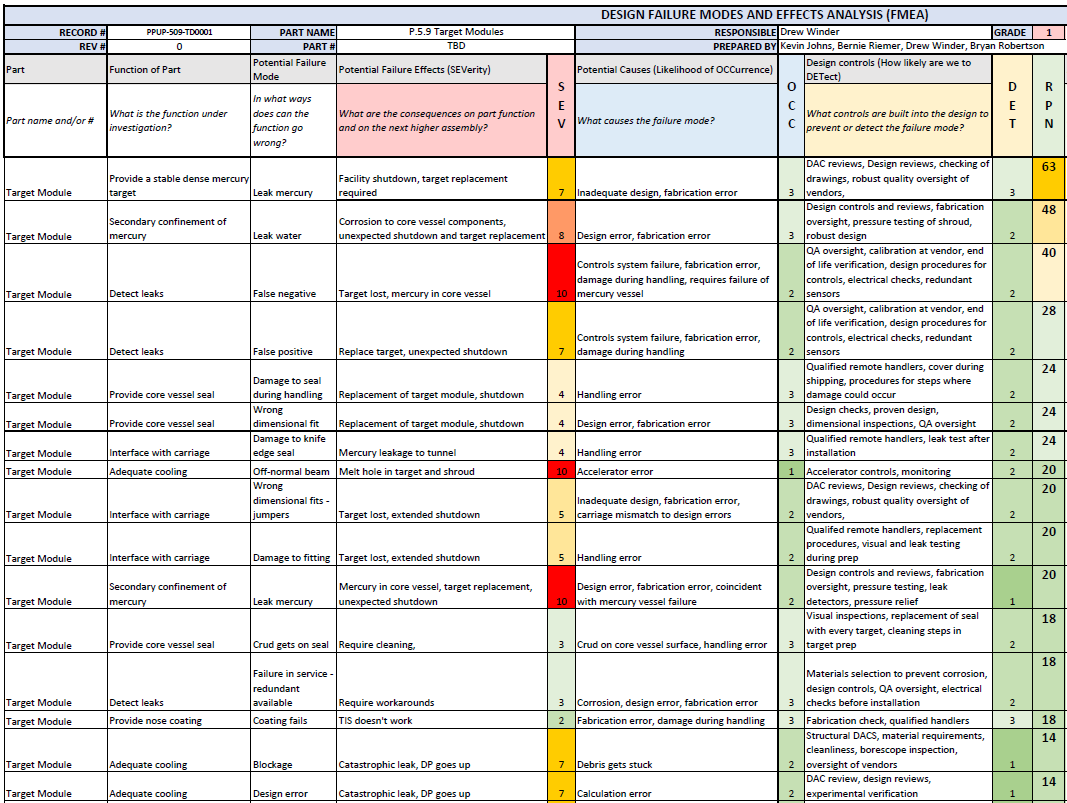 DESIGN FAILURE MODES AND EFFECTS ANALYSIS (FMEA)
RECORD # PPUP-509-TD0001 PART NAME P.5.9 Target Modules RESPONSIBLE Drew Winder GRADE 1
REV # 0 PART # TBD PREPARED BY Kevin Johns, Bernie Riemer, Drew Winder, Bryan Robertson
Part
Function of Part
Potential Failure
Mode
Potential Failure Effects (SEVerity)
S
E
V
Potential Causes (Likelihood of OCCurrence)
O
C
C
Design controls (How likely are we to
DETect)
D
E
T
R
P
N
Part name and/or #
What is the function under
investigation?
In what ways
does can the
function go
wrong?
What are the consequences on part function
and on the next higher assembly?
What causes the failure mode?
What controls are built into the design to
prevent or detect the failure mode?
Target Module
Provide a stable dense mercury
target
Leak mercury
Facility shutdown, target replacement
required
7
Inadequate design, fabrication error
3
DAC reviews, Design reviews, checking of
drawings, robust quality oversight of
vendors,
3
63
Target Module
Secondary confinement of
mercury
Leak water
Corrosion to core vessel components,
unexpected shutdown and target replacement
8
Design error, fabrication error
3
Design controls and reviews, fabrication
oversight, pressure testing of shroud,
robust design
2
48
Target Module
Detect leaks
False negative
Target lost, mercury in core vessel
10
Controls system failure, fabrication error,
damage during handling, requires failure of
mercury vessel
2
QA oversight, calibration at vendor, end
of life verification, design procedures for
controls, electrical checks, redundant
sensors
2
40
Target Module
Detect leaks
False positive
Replace target, unexpected shutdown
7
Controls system failure, fabrication error,
damage during handling
2
QA oversight, calibration at vendor, end
of life verification, design procedures for
controls, electrical checks, redundant
sensors
2
28
Target Module
Provide core vessel seal
Damage to seal
during handling
Replacement of target module, shutdown
4
Handling error
3
Qualified remote handlers, cover during
shipping, procedures for steps where
damage could occur
2
24
Target Module
Provide core vessel seal
Wrong
dimensional fit
Replacement of target module, shutdown
4
Design error, fabrication error
3
Design checks, proven design,
dimensional inspections, QA oversight
2
24
Target Module
Interface with carriage
Damage to knife
edge seal
Mercury leakage to tunnel
4
Handling error
3
Qualified remote handlers, leak test after
installation
2
24
Target Module
Adequate cooling
Off-normal beam
Melt hole in target and shroud
10
Accelerator error
1
Accelerator controls, monitoring
2
20
Target Module
Interface with carriage
Wrong
dimensional fits -
jumpers
Target lost, extended shutdown
5
Inadequate design, fabrication error,
carriage mismatch to design errors
2
DAC reviews, Design reviews, checking of
drawings, robust quality oversight of
vendors,
2
20
Target Module
Interface with carriage
Damage to fitting
Target lost, extended shutdown
5
Handling error
2
Qualifed remote handlers, replacement
procedures, visual and leak testing
during prep
2
20
Target Module
Secondary confinement of
mercury
Leak mercury
Mercury in core vessel, target replacement,
unexpected shutdown
10
Design error, fabrication error, coincident
with mercury vessel failure
2
Design controls and reviews, fabrication
oversight, pressure testing, leak
detectors, pressure relief
1
20
Target Module
Provide core vessel seal
Crud gets on seal
Require cleaning,
3
Crud on core vessel surface, handling error
3
Visual inspections, replacement of seal
with every target, cleaning steps in
target prep
2
18
Target Module
Detect leaks
Failure in service -
redundant
available
Require workarounds
3
Corrosion, design error, fabrication error
3
Materials selection to prevent corrosion,
design controls, QA oversight, electrical
checks before installation
2
18
Target Module
Provide nose coating
Coating fails
TIS doesn't work
2
Fabrication error, damage during handling
3
Fabrication check, qualified handlers
3
18
Target Module
Adequate cooling
Blockage
Catastrophic leak, DP goes up
7
Debris gets stuck
2
Structural DACS, material requirements,
cleanliness, borescope inspection,
oversight of vendors
1
14
Target Module
Adequate cooling
Design error
Catastrophic leak, DP goes up
7
Calculation error
2
DAC review, design reviews,
experimental verification
1
14